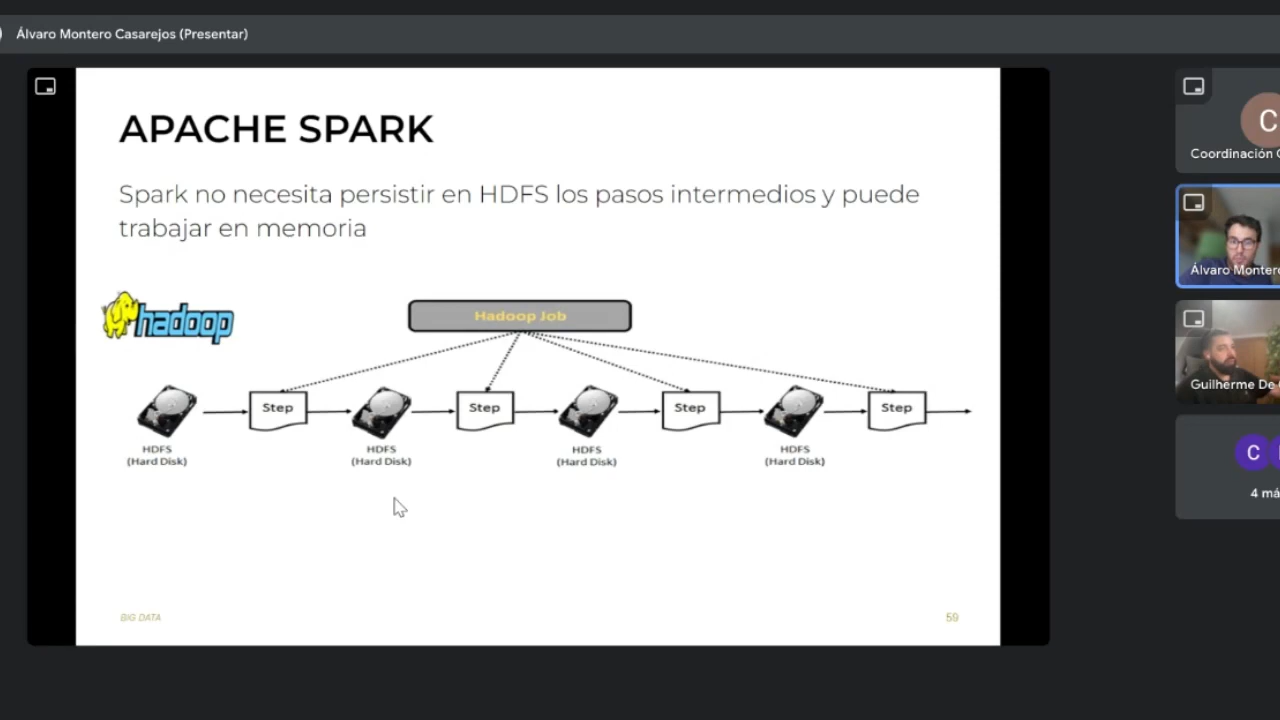 Álvaro Montero Casarejos (Presentar)
APACHE SPARK
Spark no necesita persistir en HDFS los pasos intermedios y puede
trabajar en memoria
hadoop
Hadoop Job
Step
Step
Step
Step
HDFS
(Hard Disk)
HDFS
(Hard Disk)
HDFS
(Hard Disk)
HDFS
(Hard Disk)
BIG DATA
59
C
Coordinación
Álvaro Montero
Guilherme De
C
4